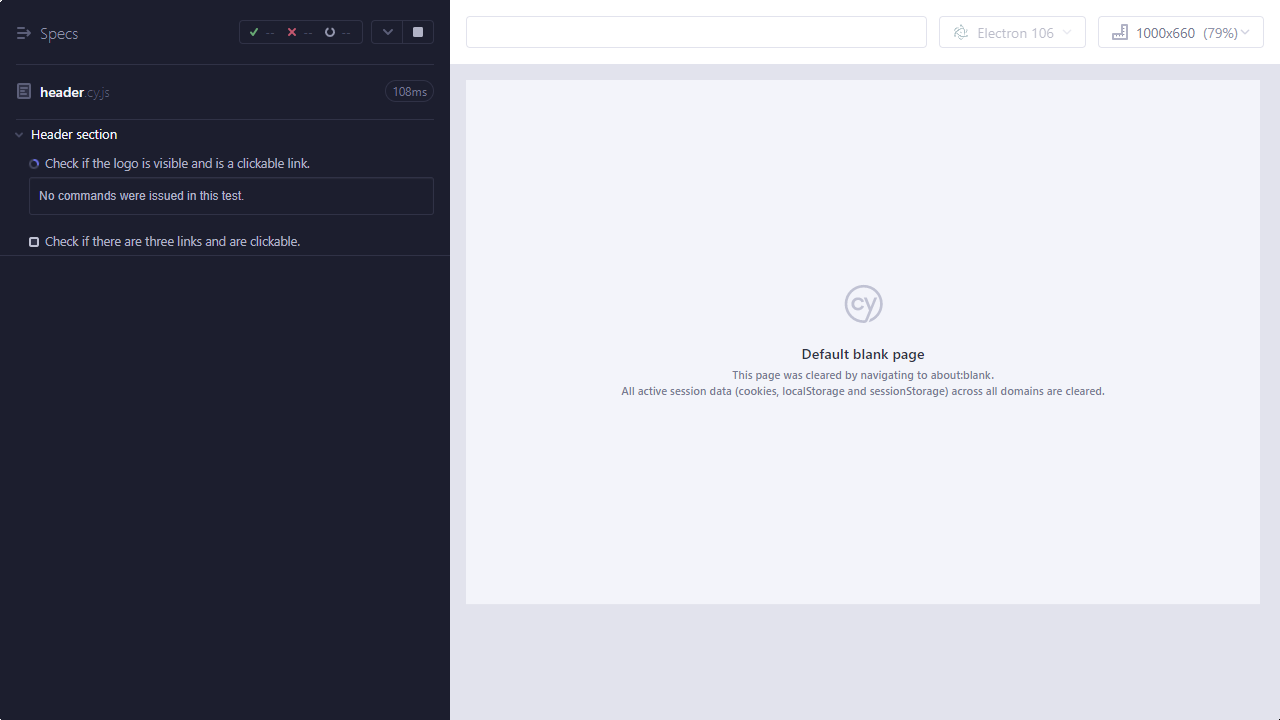 Specs
--
--
--
header.cy.js
108ms
Header section
Check if the logo is visible and is a clickable link.
No commands were issued in this test.
Check if there are three links and are clickable.
Electron 106
1000x660 (79%)
cy
Default blank page
This page was cleared by navigating to about:blank.
All active session data (cookies, localStorage and sessionStorage) across all domains are cleared.